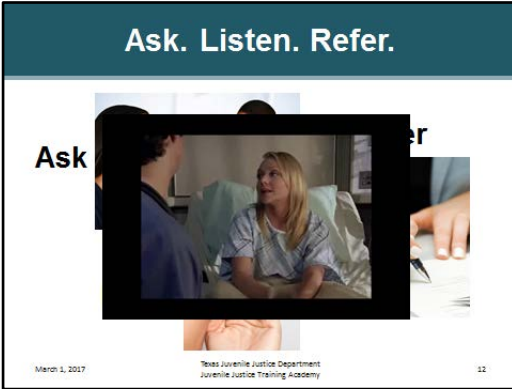 Ask. Listen. Refer.
Ask
er
March 1, 2017
Texas Juvenile Justice Department
Juvenile Justice Training Academy
12